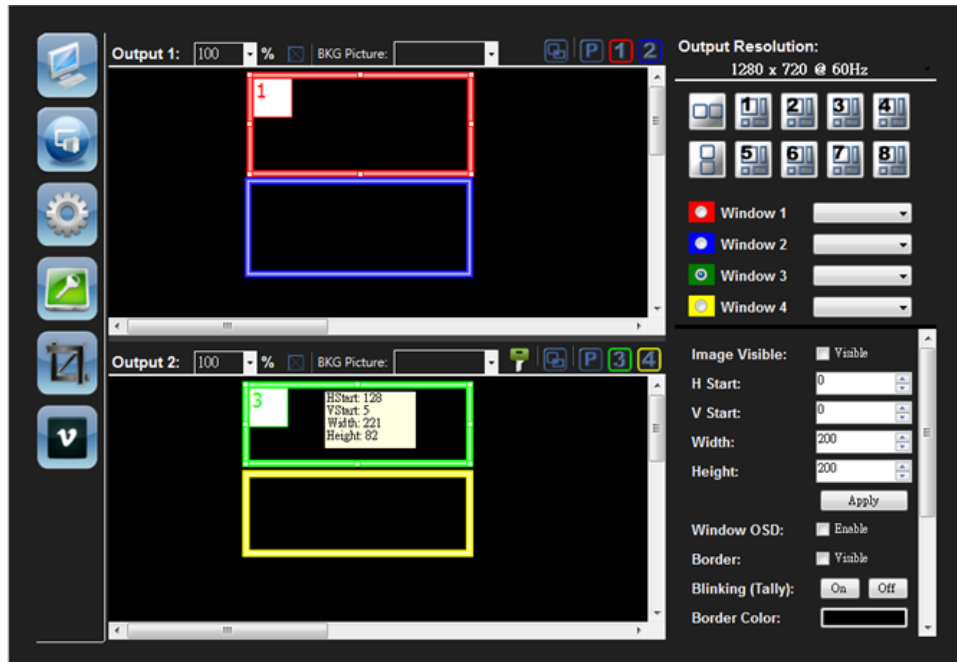 Output 1: 100 % BKG Picture: P 1 2
1
Output 2: 100 % BKG Picture: P 3 4
3
HStart: 128
VStart: 5
Width: 221
Height: 82
Output Resolution:
1280 x 720 @ 60Hz
1 2 3 4
5 6 7 8
Window 1
Window 2
Window 3
Window 4
Image Visible: Visible
H Start: 0
V Start: 0
Width: 200
Height: 200
Apply
Window OSD: Enable
Border: Visible
Blinking (Tally): On Off
Border Color: